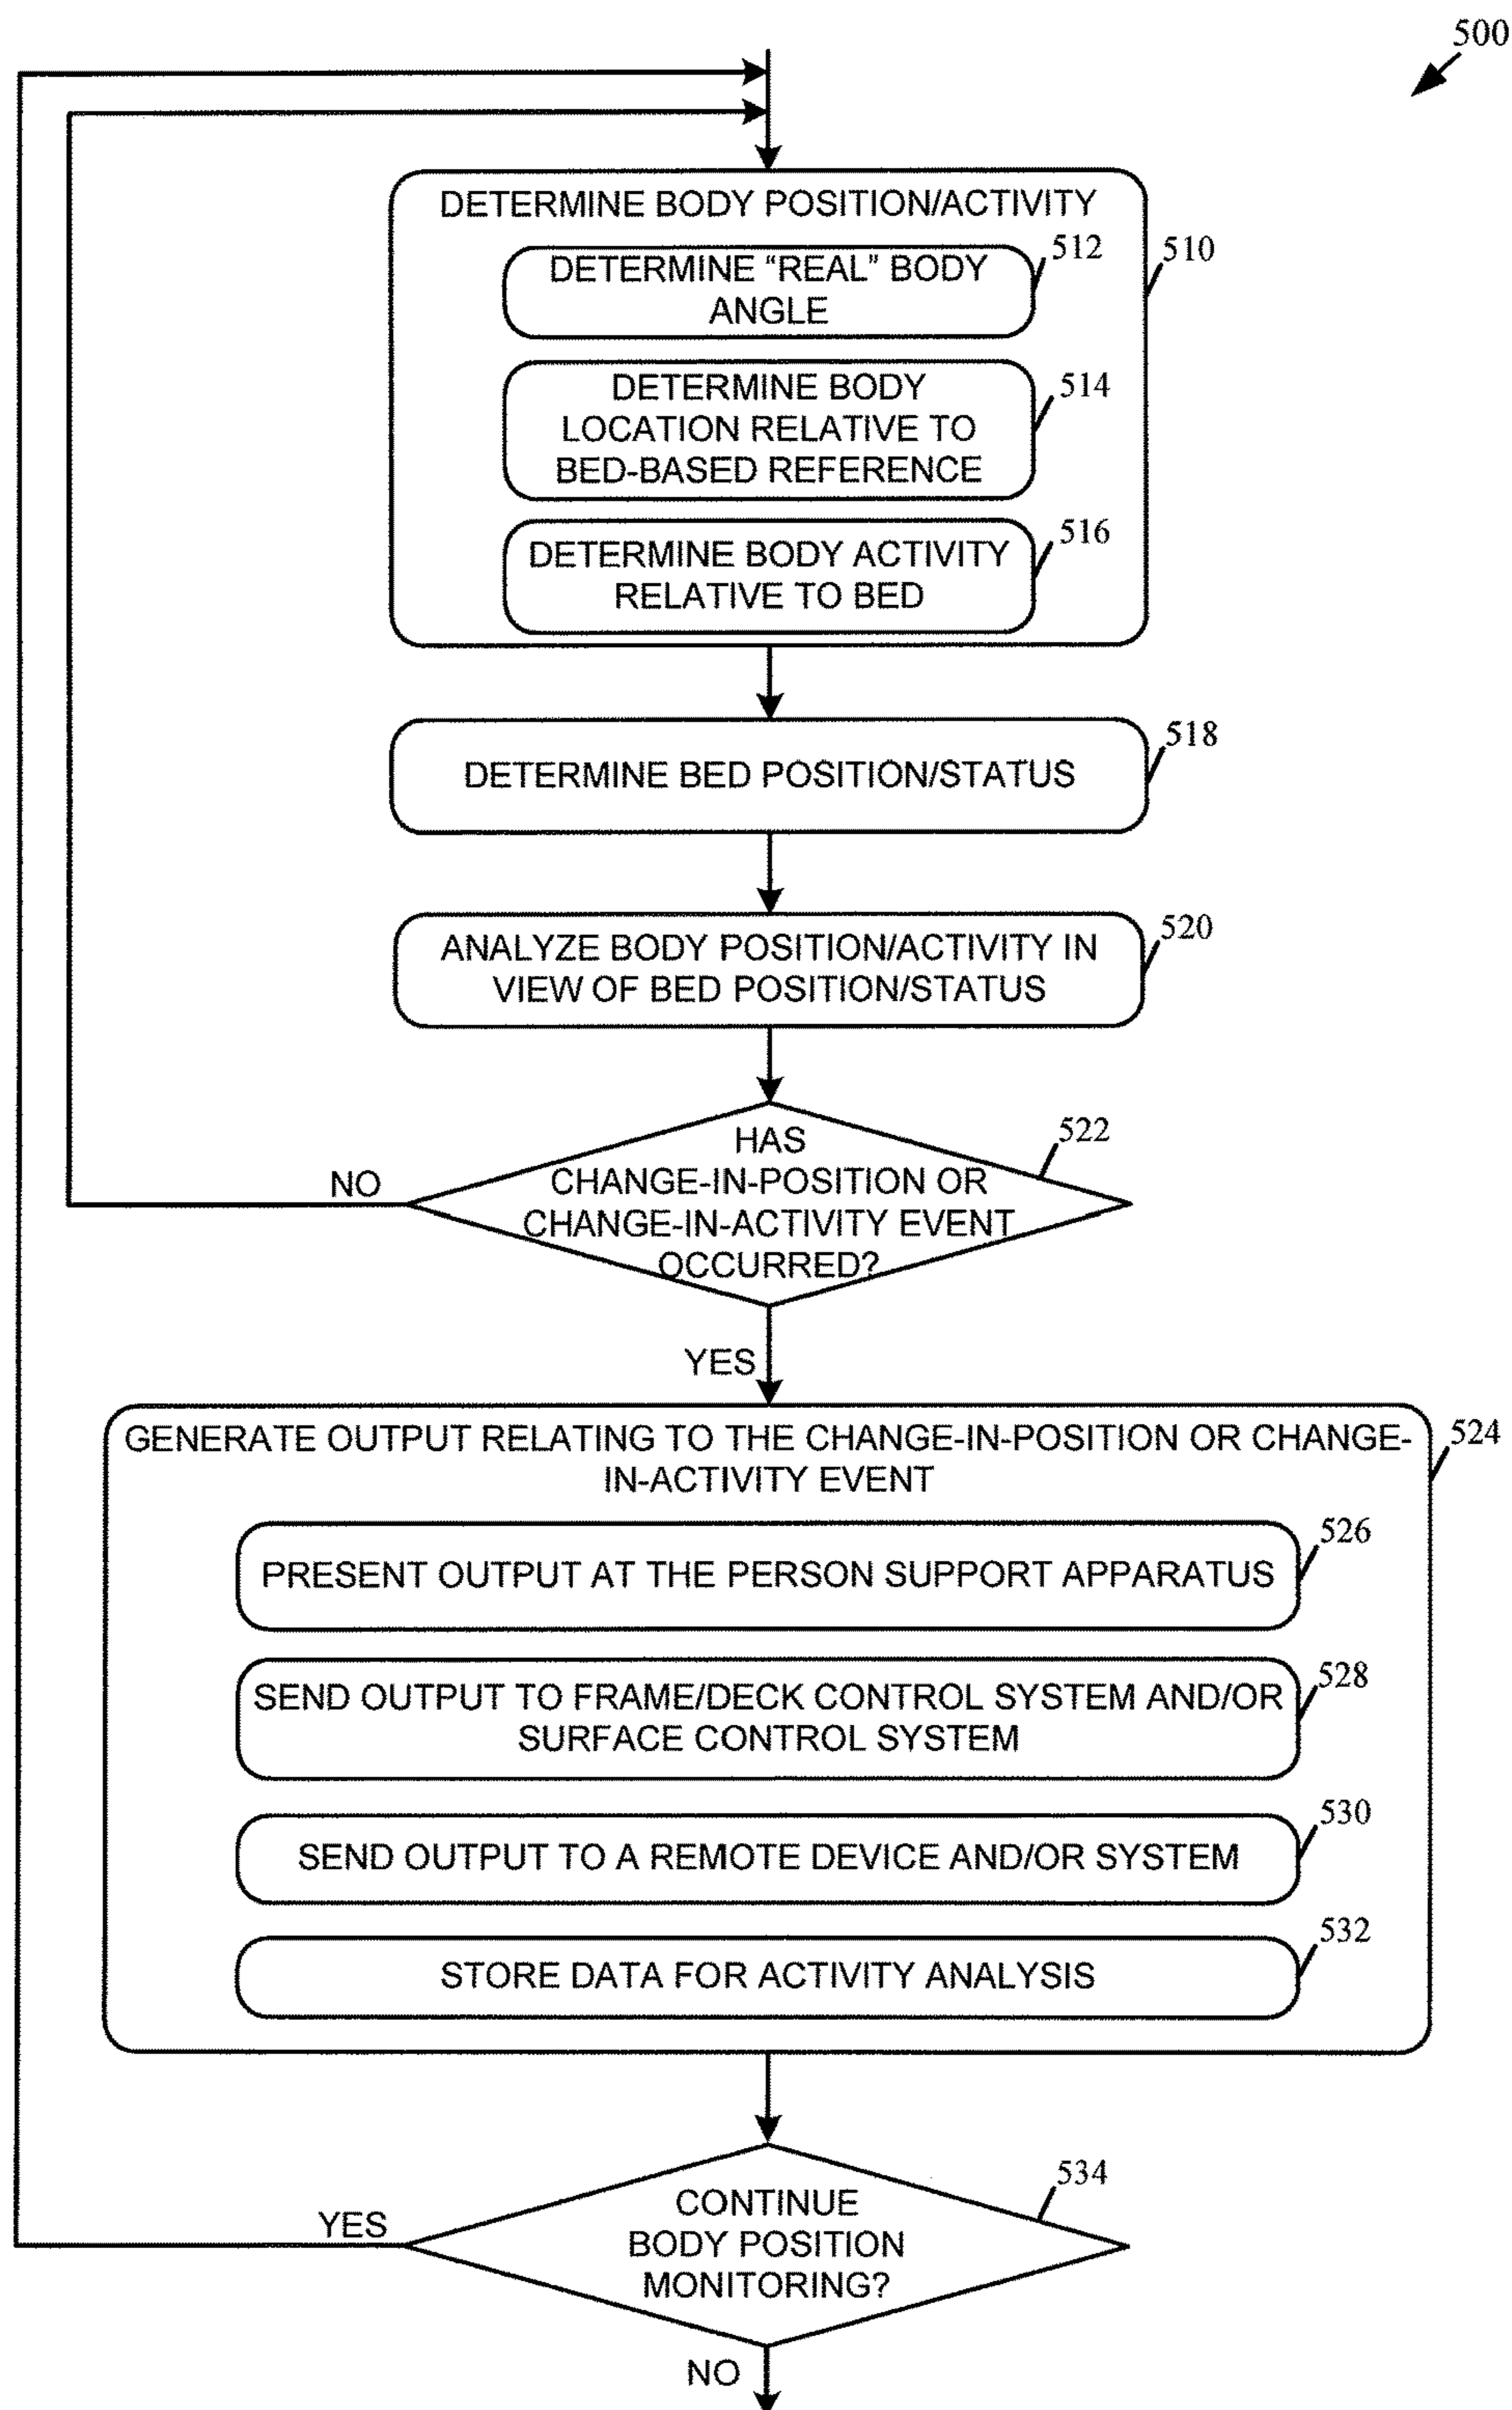 500
DETERMINE BODY POSITION/ACTIVITY
510
DETERMINE “REAL” BODY
ANGLE
512
DETERMINE BODY
LOCATION RELATIVE TO
BED-BASED REFERENCE
514
DETERMINE BODY ACTIVITY
RELATIVE TO BED
516
DETERMINE BED POSITION/STATUS
518
ANALYZE BODY POSITION/ACTIVITY IN
VIEW OF BED POSITION/STATUS
520
HAS
CHANGE-IN-POSITION OR
CHANGE-IN-ACTIVITY EVENT
OCCURRED?
522
NO
YES
GENERATE OUTPUT RELATING TO THE CHANGE-IN-POSITION OR CHANGE-
IN-ACTIVITY EVENT
524
PRESENT OUTPUT AT THE PERSON SUPPORT APPARATUS
526
SEND OUTPUT TO FRAME/DECK CONTROL SYSTEM AND/OR
SURFACE CONTROL SYSTEM
528
SEND OUTPUT TO A REMOTE DEVICE AND/OR SYSTEM
530
STORE DATA FOR ACTIVITY ANALYSIS
532
CONTINUE
BODY POSITION
MONITORING?
534
YES
NO